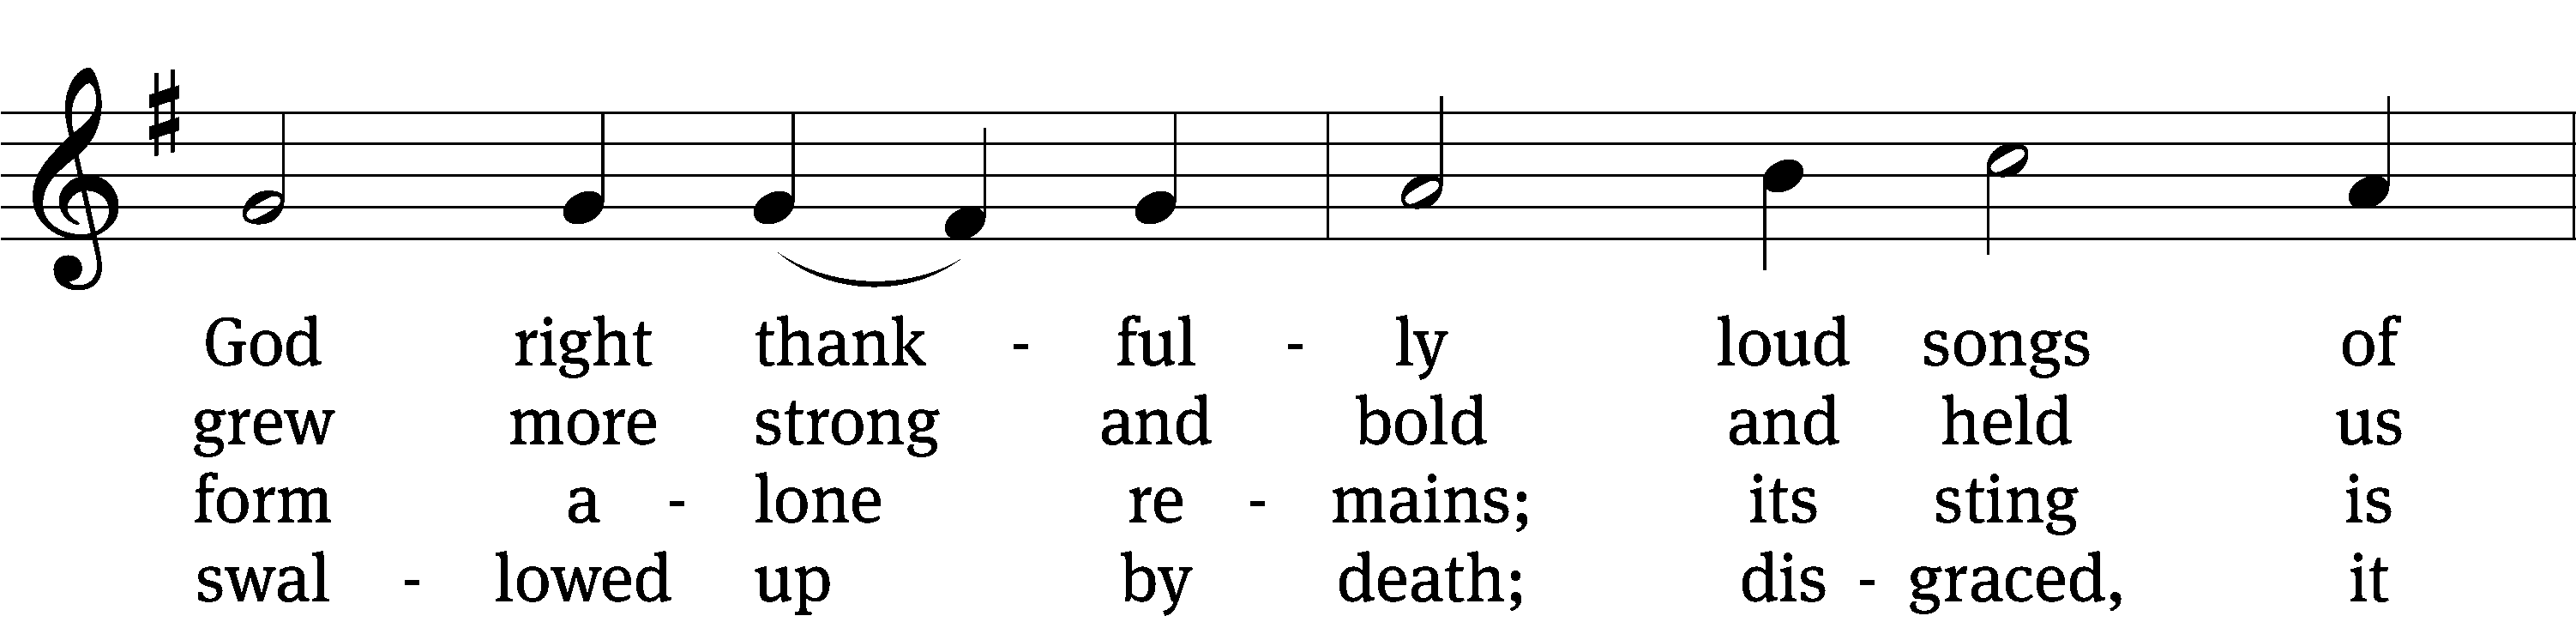 God right thank - ful - ly loud songs of
grew more strong and bold and held us
form a - lone re - mains; its sting is
swal - lowed up by death; dis - graced, it